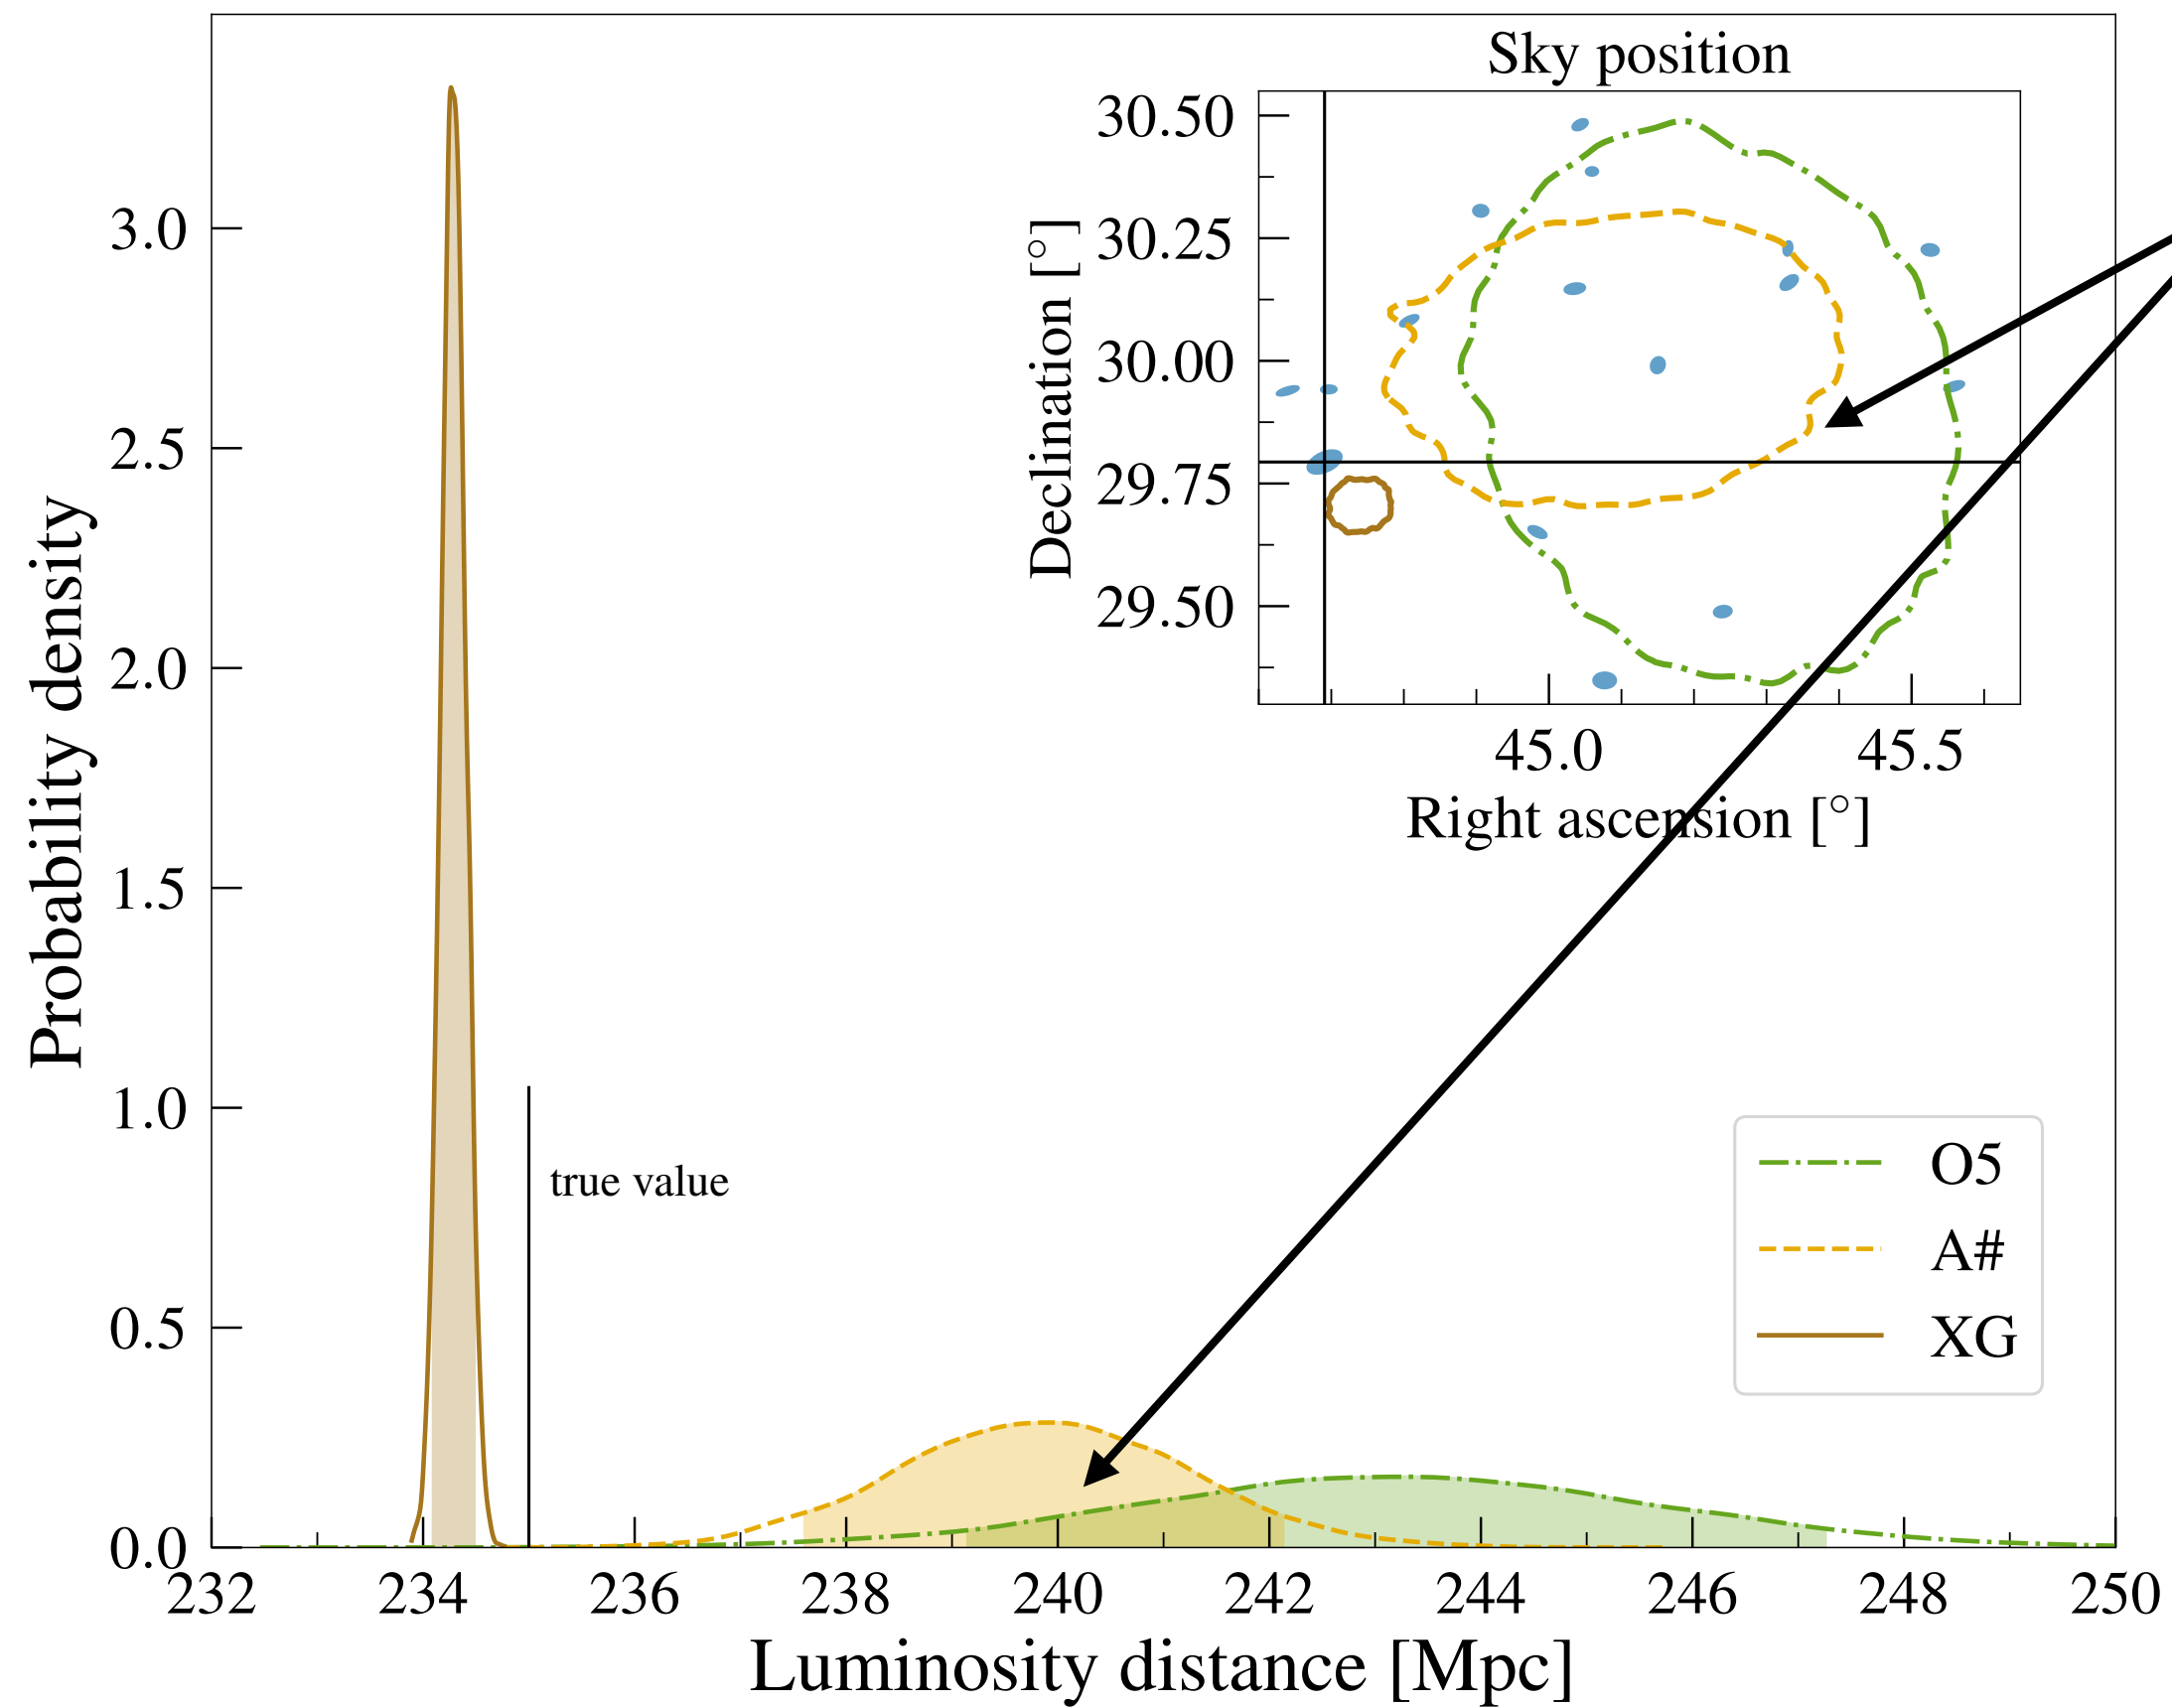 Sky position
30.50
30.25
30.00
29.75
29.50
Declination [°]
45.0 45.5
Right ascension [°]
Probability density
3.0
2.5
2.0
1.5
1.0
0.5
0.0
true value
O5
A#
XG
232 234 236 238 240 242 244 246 248 250
Luminosity distance [Mpc]